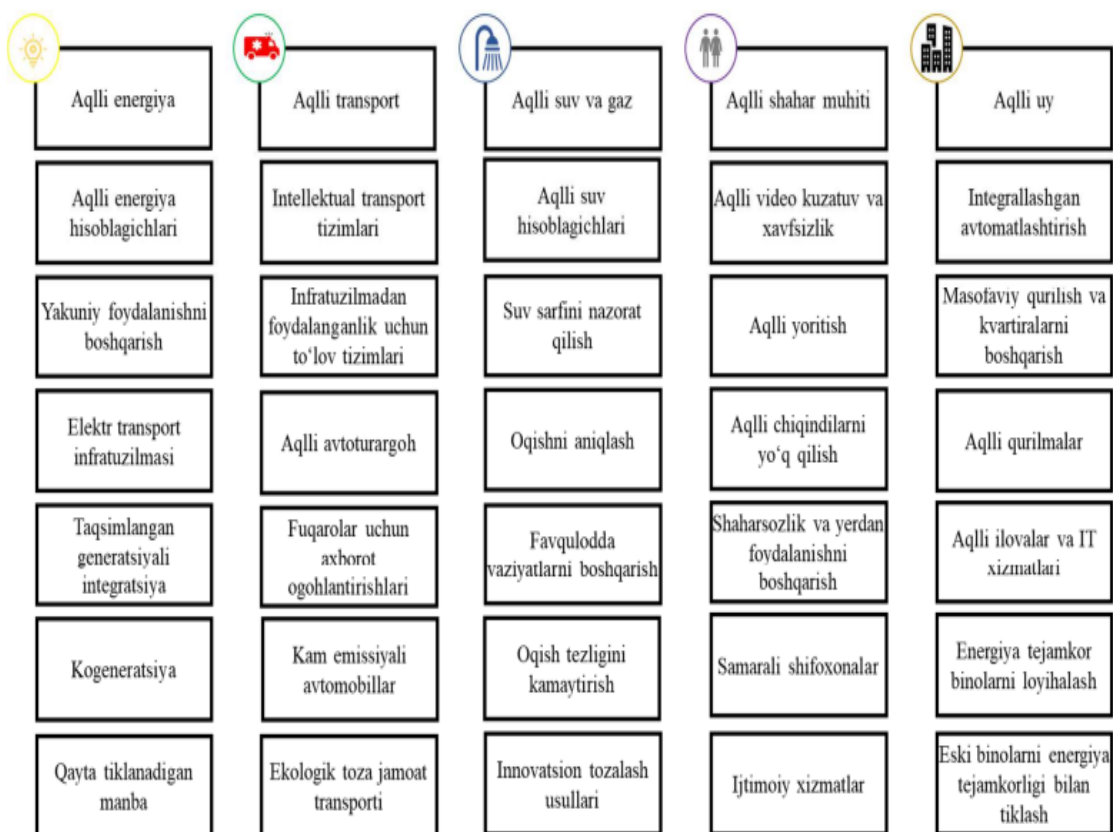 Aqlli energiya
Aqlli transport
Aqlli suv va gaz
Aqlli shahar muhiti
Aqlli uy
Aqlli energiya
hisoblagichlari
Intellektual transport
tizimlari
Aqlli suv
hisoblagichlari
Aqlli video kuzatuv va
xavfsizlik
Integrallashgan
avtomatlashtirish
Yakuniy foydalanishni
boshqarish
Infratuzilmadan
foydalanganlik uchun
to‘lov tizimlari
Suv sarfini nazorat
qilish
Aqlli yoritish
Masofaviy qurilish va
kvartiralarni
boshqarish
Elektr transport
infratuzilmasi
Aqlli avtoturargoh
Oqishni aniqlash
Aqlli chiqindilarni
yo‘q qilish
Aqlli qurilmalar
Taqsimlangan
generatsiyali
integratsiya
Fuqarolar uchun
axborot
ogohlantirishlari
Favqulodda
vaziyatlarni boshqarish
Shaharsozlik va yerdan
foydalanishni
boshqarish
Aqlli ilovalar va IT
xizmatlari
Kogeneratsiya
Kam emissiyali
avtomobillar
Oqish tezligini
kamaytirish
Samarali shifoxonalar
Energiya tejamkor
binolarni loyihalash
Qayta tiklanadigan
manba
Ekologik toza jamoat
transporti
Innovatsion tozalash
usullari
Ijtimoiy xizmatlar
Eski binolarni energiya
tejamkorligi bilan
tiklash